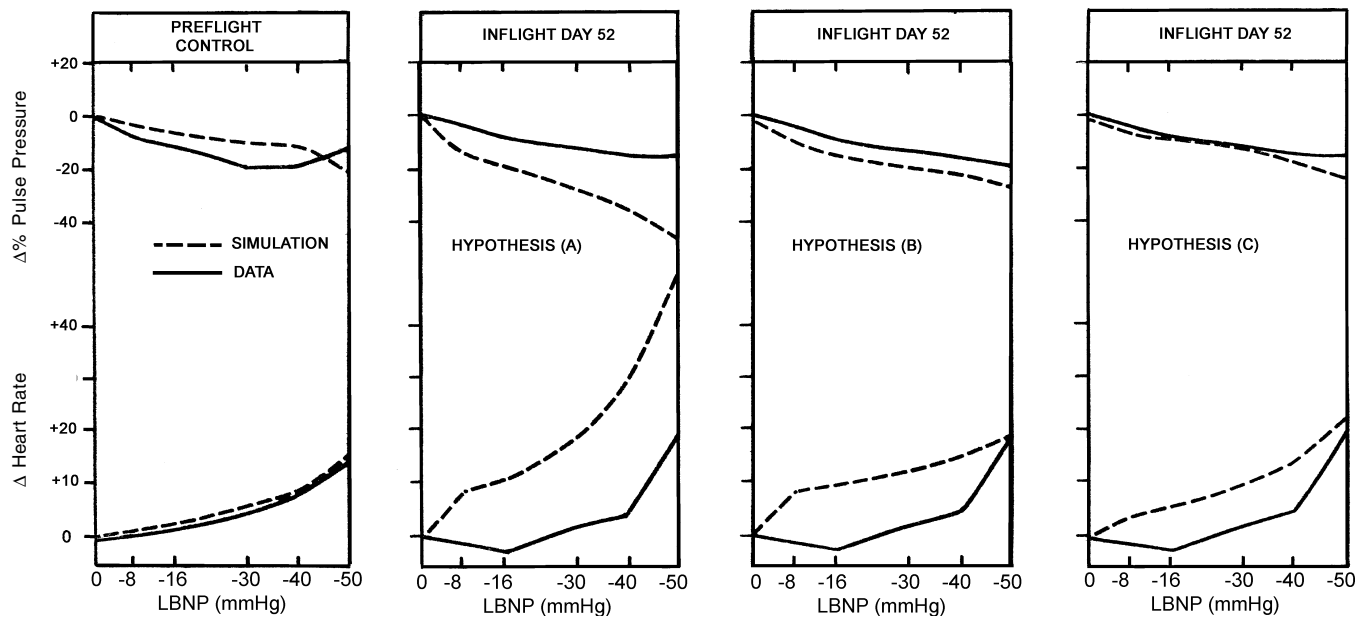 PREFLIGHT
CONTROL
INFLIGHT DAY 52
INFLIGHT DAY 52
INFLIGHT DAY 52
Δ% Pulse Pressure
+20
0
-20
-40
SIMULATION
DATA
HYPOTHESIS (A)
HYPOTHESIS (B)
HYPOTHESIS (C)
Δ Heart Rate
+40
+20
+10
0
0 -8 -16 -30 -40 -50
LBNP (mmHg)
0 -8 -16 -30 -40 -50
LBNP (mmHg)
0 -8 -16 -30 -40 -50
LBNP (mmHg)
0 -8 -16 -30 -40 -50
LBNP (mmHg)